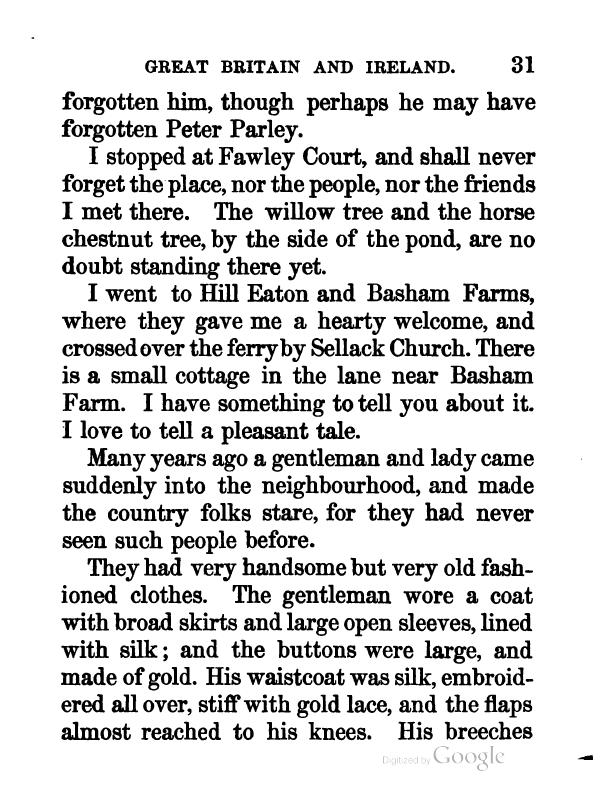 GREAT BRITAIN AND IRELAND. 31
forgotten him, though perhaps he may have
forgotten Peter Parley.
I stopped at Fawley Court, and shall never
forget the place, nor the people, nor the friends
I met there. The willow tree and the horse
chestnut tree, by the side of the pond, are no
doubt standing there yet.
I went to Hill Eaton and Basham Farms,
where they gave me a hearty welcome, and
crossed over the ferry by Sellack Church. There
is a small cottage in the lane near Basham
Farm. I have something to tell you about it.
I love to tell a pleasant tale.
Many years ago a gentleman and lady came
suddenly into the neighbourhood, and made
the country folks stare, for they had never
seen such people before.
They had very handsome but very old fash-
ioned clothes. The gentleman wore a coat
with broad skirts and large open sleeves, lined
with silk; and the buttons were large, and
made of gold. His waistcoat was silk, embroid-
ered all over, stiff with gold lace, and the flaps
almost reached to his knees. His breeches
Digitized by Google